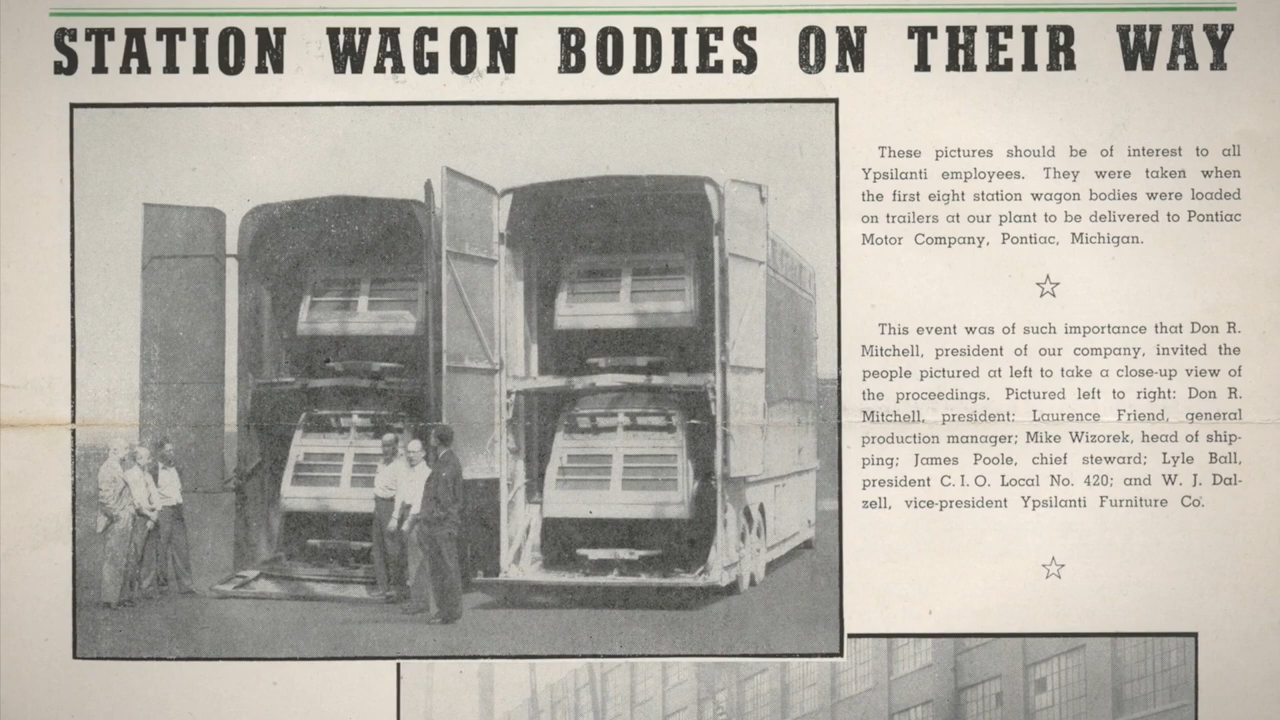 STATION WAGON BODIES ON THEIR WAY
These pictures should be of interest to all
Ypsilanti employees. They were taken when
the first eight station wagon bodies were loaded
on trailers at our plant to be delivered to Pontiac
Motor Company, Pontiac, Michigan.
This event was of such importance that Don R.
Mitchell, president of our company, invited the
people pictured at left to take a close-up view of
the proceedings. Pictured left to right: Don R.
Mitchell, president; Laurence Friend, general
production manager; Mike Wizorek, head of ship-
ping; James Poole, chief steward; Lyle Ball,
president C.I.O. Local No. 420; and W. J. Dal-
zell, vice-president Ypsilanti Furniture Co.